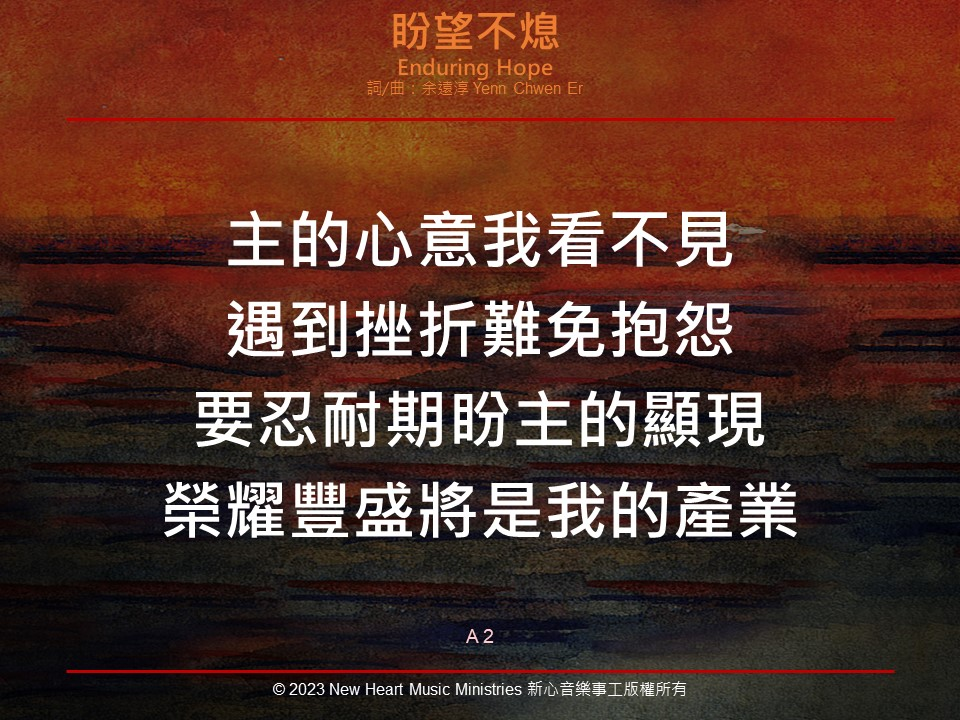 盼望不熄
Enduring Hope
詞/曲：余遠淳 Yenn Chwen Er
主的心意我看不見
遇到挫折難免抱怨
要忍耐期盼主的顯現
榮耀豐盛將是我的產業
A 2
© 2023 New Heart Music Ministries 新心音樂事工版權所有